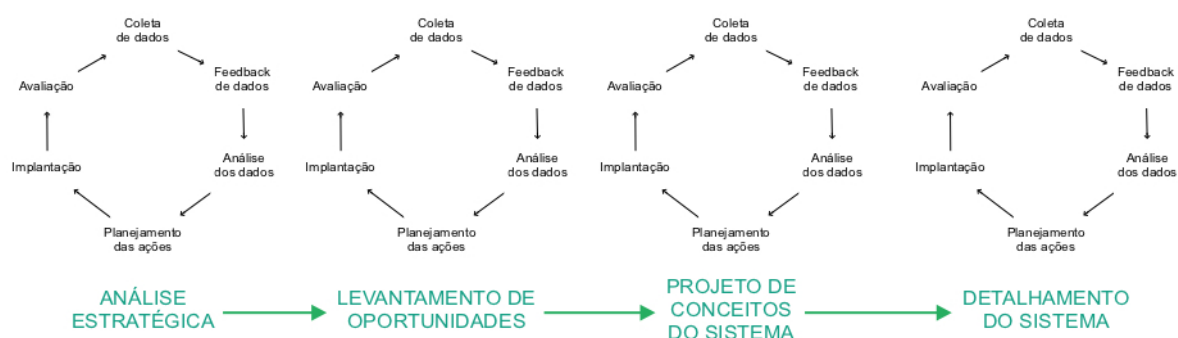 Coleta
de dados
Feedback
de dados
Análise
dos dados
Planejamento
das ações
Implantação
Avaliação
Coleta
de dados
Feedback
de dados
Análise
dos dados
Planejamento
das ações
Implantação
Avaliação
Coleta
de dados
Feedback
de dados
Análise
dos dados
Planejamento
das ações
Implantação
Avaliação
Coleta
de dados
Feedback
de dados
Análise
dos dados
Planejamento
das ações
Implantação
Avaliação
ANÁLISE
ESTRATÉGICA
LEVANTAMENTO DE
OPORTUNIDADES
PROJETO DE
CONCEITOS
DO SISTEMA
DETALHAMENTO
DO SISTEMA